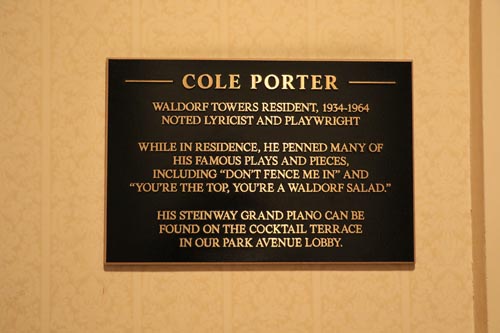 COLE PORTER
WALDORF TOWERS RESIDENT, 1934-1964
NOTED LYRICIST AND PLAYWRIGHT
WHILE IN RESIDENCE, HE PENNED MANY OF
HIS FAMOUS PLAYS AND PIECES,
INCLUDING “DON'T FENCE ME IN” AND
“YOU'RE THE TOP, YOU'RE A WALDORF SALAD.”
HIS STEINWAY GRAND PIANO CAN BE
FOUND ON THE COCKTAIL TERRACE
IN OUR PARK AVENUE LOBBY.